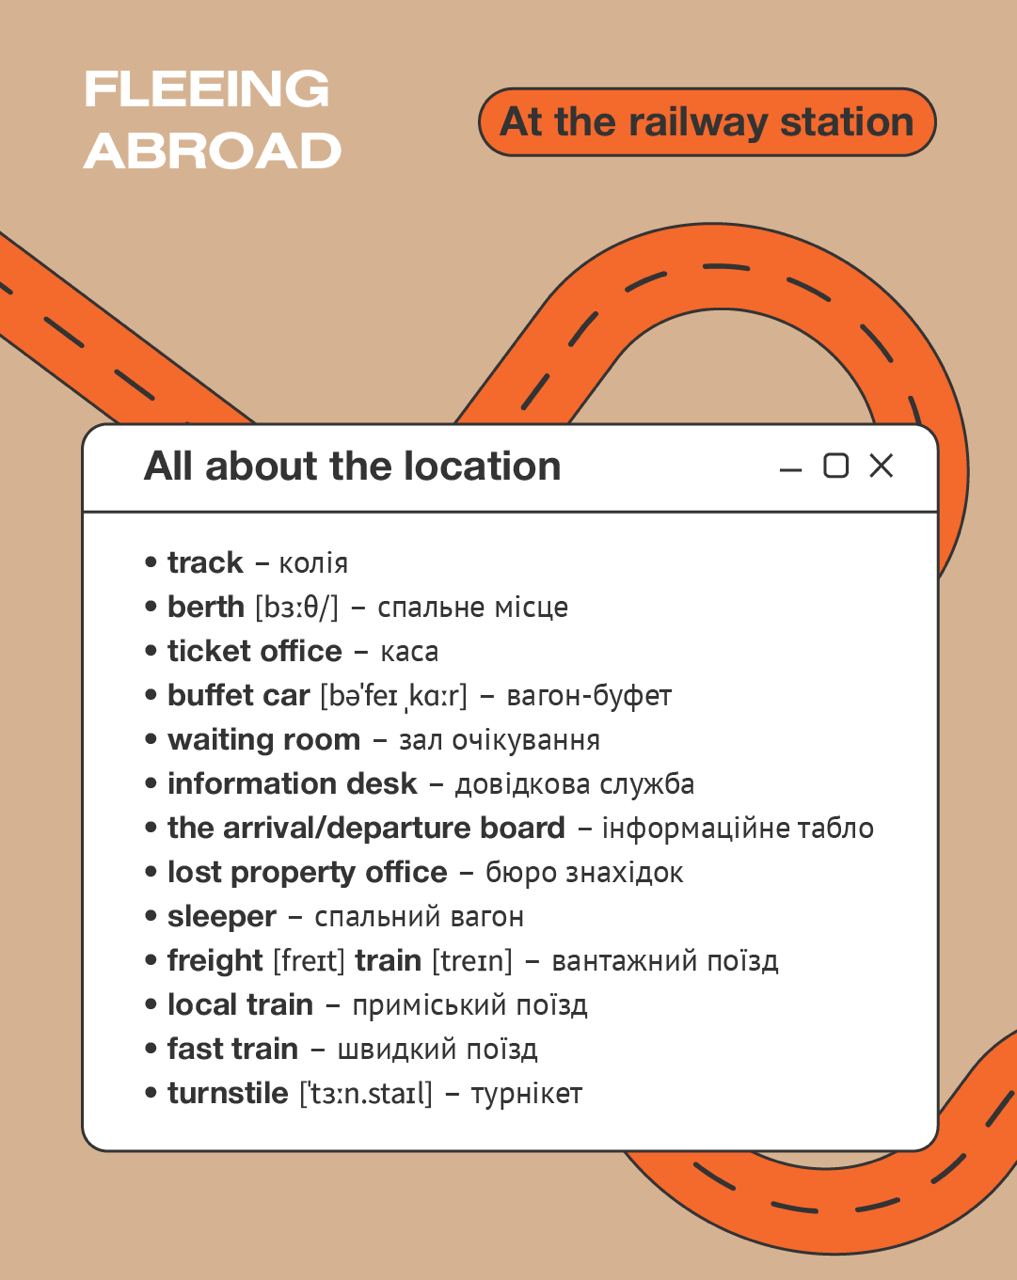 FLEEING
ABROAD
At the railway station
All about the location
• track – колія
• berth [bɜːθ/] – спальне місце
• ticket office – каса
• buffet car [bəˈfeɪ ˌkɑːr] – вагон-буфет
• waiting room – зал очікування
• information desk – довідкова служба
• the arrival/departure board – інформаційне табло
• lost property office – бюро знахідок
• sleeper – спальний вагон
• freight [freɪt] train [treɪn] – вантажний поїзд
• local train – приміський поїзд
• fast train – швидкий поїзд
• turnstile [ˈtɜːn.staɪl] – турнікет